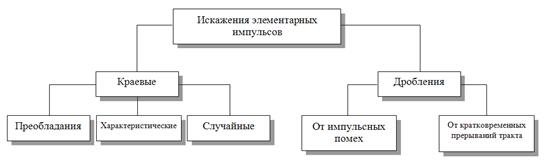 Искажения элементарных
импульсов
Краевые
Дробления
Преобладания
Характеристические
Случайные
От импульсных
помех
От кратковременных
прерываний тракта